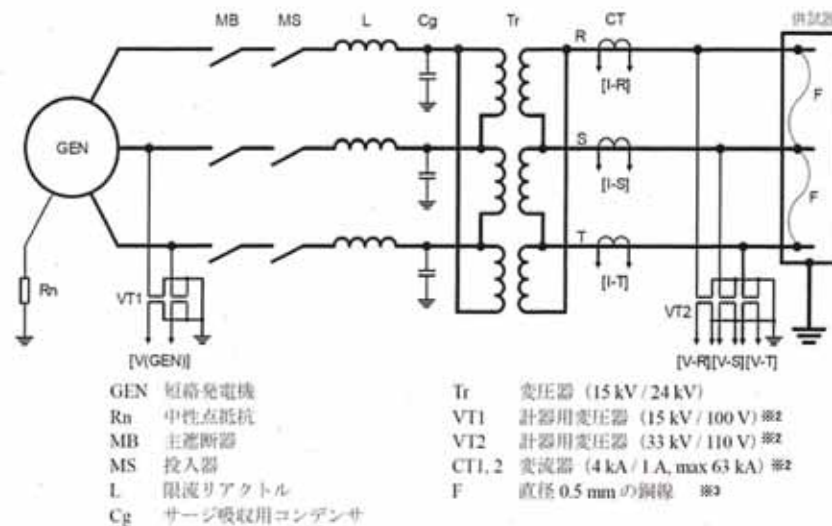 MB MS L Cg Tr CT 供試器
R
[I-R]
F
GEN
S
[I-S]
F
T
[I-T]
Rn
VT1
VT2
[V(GEN)]
[V-R][V-S][V-T]
GEN 短絡発電機
Rn 中性点抵抗
MB 主遮断器
MS 投入器
L 限流リアクトル
Cg サージ吸収用コンデンサ
Tr 変圧器 (15 kV / 24 kV)
VT1 計器用変圧器 (15 kV / 100 V) ※2
VT2 計器用変圧器 (33 kV / 110 V) ※2
CT1, 2 変流器 (4 kA / 1 A, max 63 kA) ※2
F 直径 0.5 mm の銅線 ※3